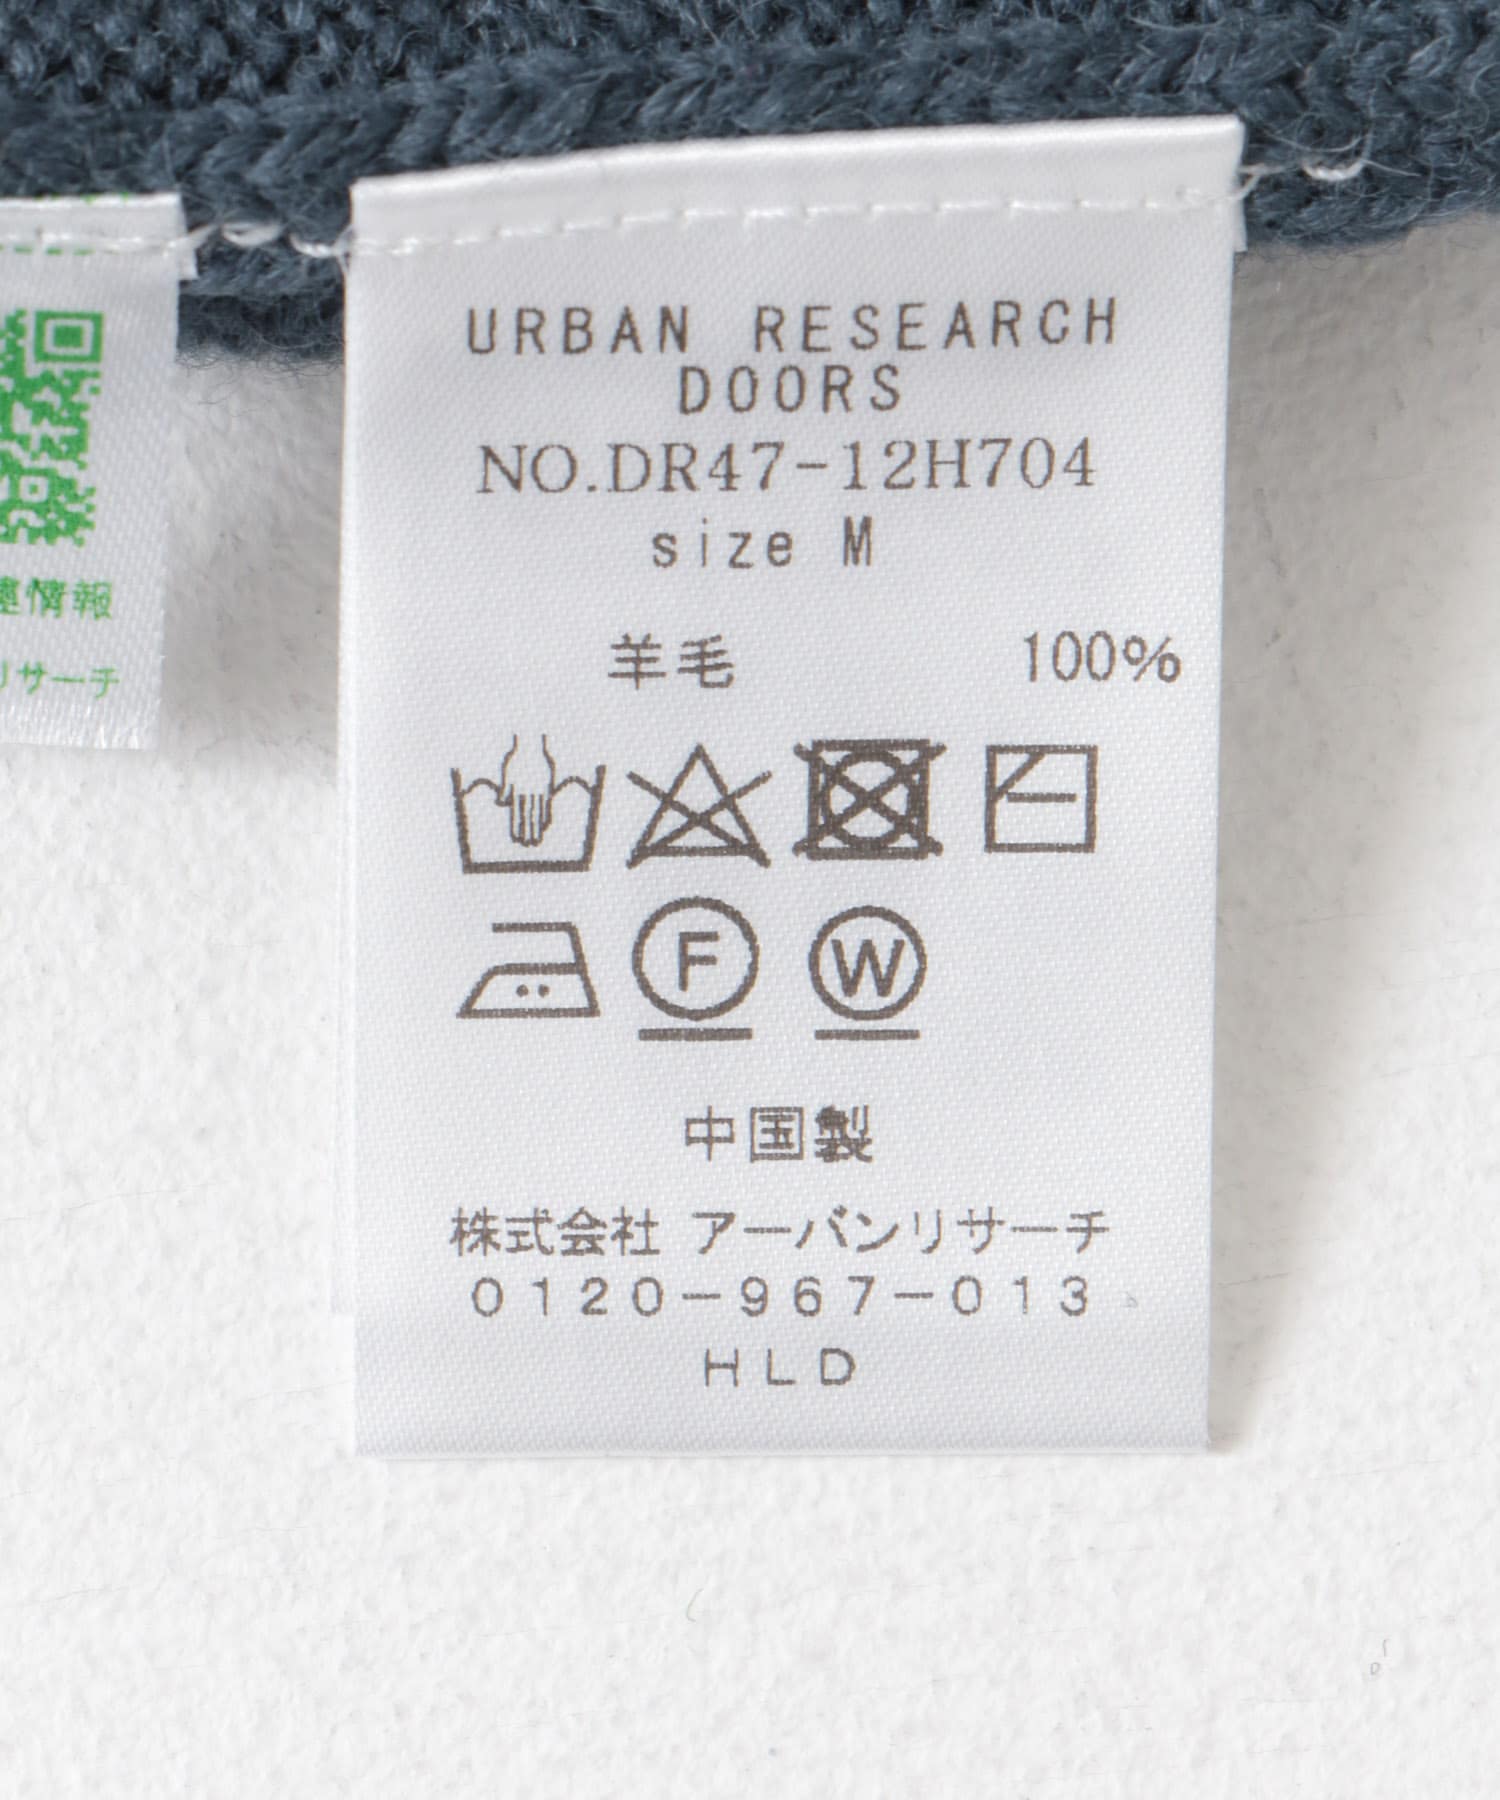 URBAN RESEARCH
DOORS
NO.DR47-12H704
size M
羊毛 100%
F W
中国製
株式会社 アーバンリサーチ
0120-967-013
HLD
情報
リサーチ